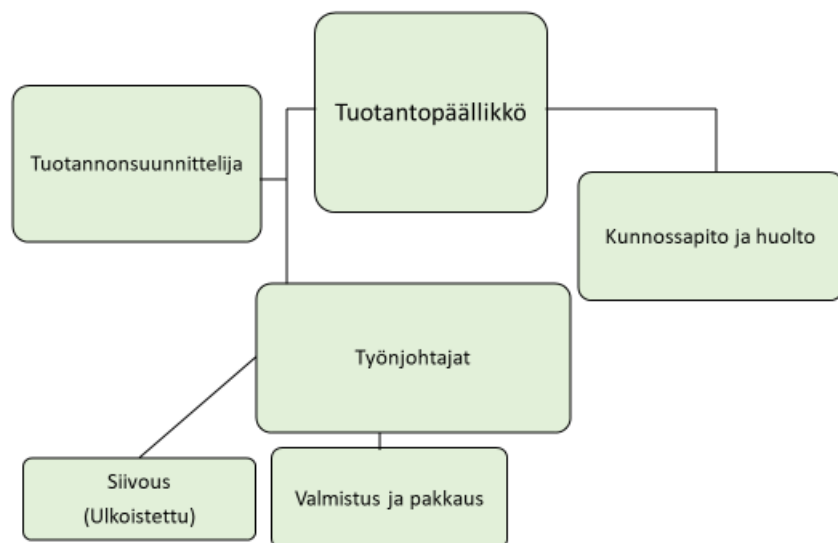 Tuotantopäällikkö
Tuotannonsuunnittelija
Kunnossapito ja huolto
Työnjohtajat
Siivous
(Ulkoistettu)
Valmistus ja pakkaus